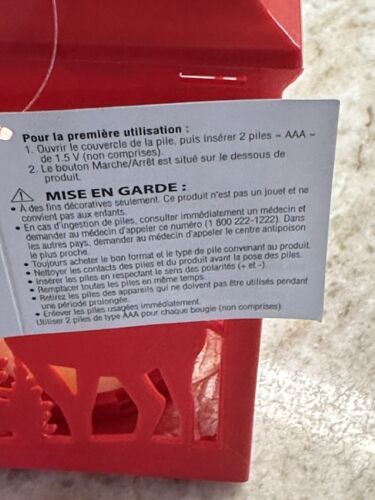 Pour la première utilisation :
1. Ouvrir le couvercle de la pile, puis insérer 2 piles « AAA »
de 1.5 V (non comprises).
2. Le bouton Marche/Arrêt est situé sur le dessous de
produit.
MISE EN GARDE :
• À des fins décoratives seulement. Ce produit n'est pas un jouet et ne
convient pas aux enfants.
• En cas d'ingestion de piles, consulter immédiatement un médecin et
demander au médecin d'appeler ce numéro (1 800 222-1222). Dans
les autres pays, demander au médecin d'appeler le centre antipoison
le plus proche.
• Toujours acheter le bon format et le type de pile convenant au produit.
• Nettoyer les contacts des piles et du produit avant la pose des piles.
• Insérer les piles en respectant le sens des polarités (+ et –).
• Remplacer toutes les piles en même temps.
• Retirez les piles des appareils qui ne doivent pas être utilisés pendant
une période prolongée.
• Enlever les piles usagées immédiatement.
Utiliser 2 piles de type AAA pour chaque bougie (non comprises).